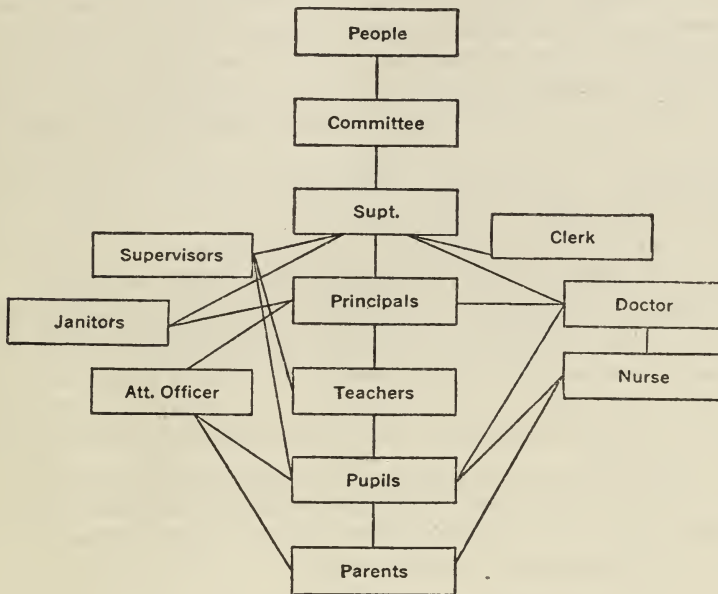 People
Committee
Supt.
Clerk
Supervisors
Principals
Doctor
Janitors
Nurse
Att. Officer
Teachers
Pupils
Parents